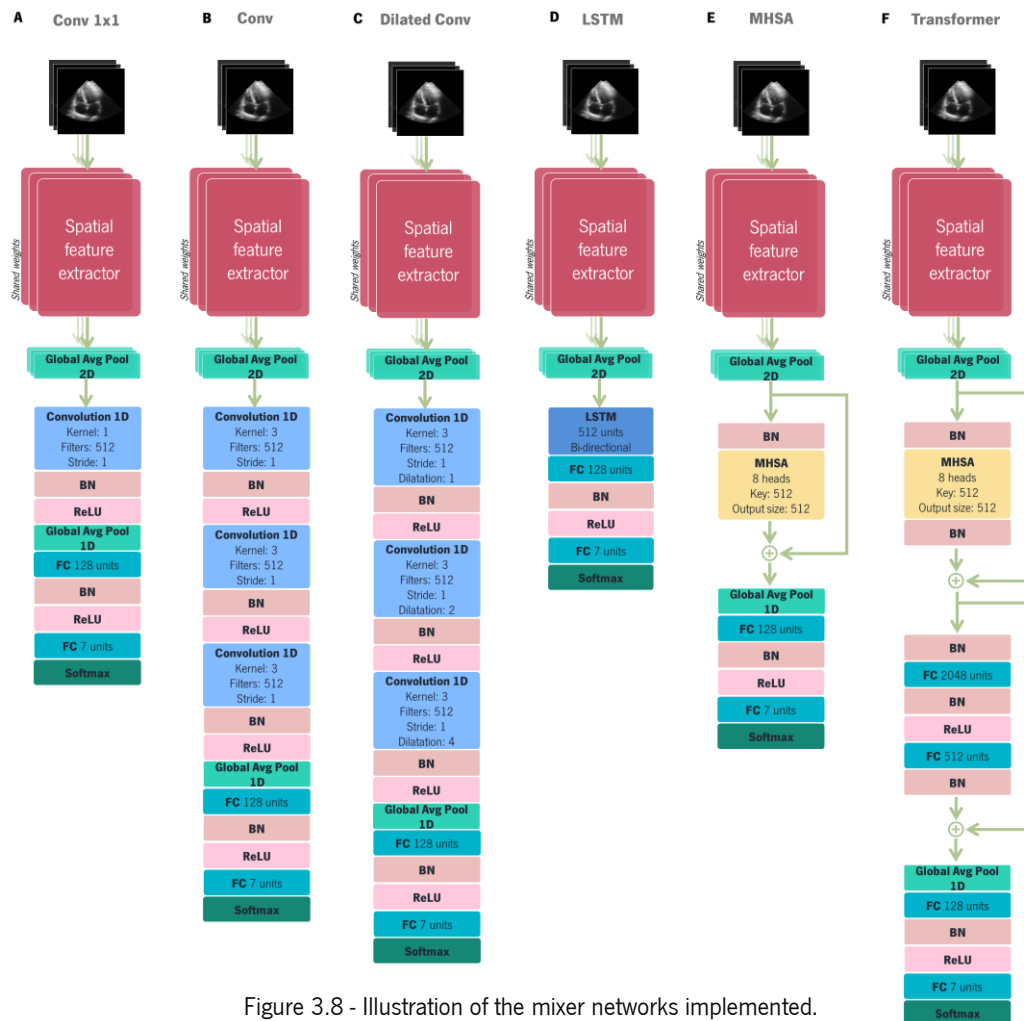 A Conv 1x1
Shared weights
Spatial
feature
extractor
Global Avg Pool
2D
Convolution 1D
Kernel: 1
Filters: 512
Stride: 1
BN
ReLU
Global Avg Pool
1D
FC 128 units
BN
ReLU
FC 7 units
Softmax
B Conv
Shared weights
Spatial
feature
extractor
Global Avg Pool
2D
Convolution 1D
Kernel: 3
Filters: 512
Stride: 1
BN
ReLU
Convolution 1D
Kernel: 3
Filters: 512
Stride: 1
BN
ReLU
Convolution 1D
Kernel: 3
Filters: 512
Stride: 1
BN
ReLU
Global Avg Pool
1D
FC 128 units
BN
ReLU
FC 7 units
Softmax
C Dilated Conv
Shared weights
Spatial
feature
extractor
Global Avg Pool
2D
Convolution 1D
Kernel: 3
Filters: 512
Stride: 1
Dilatation: 1
BN
ReLU
Convolution 1D
Kernel: 3
Filters: 512
Stride: 1
Dilatation: 2
BN
ReLU
Convolution 1D
Kernel: 3
Filters: 512
Stride: 1
Dilatation: 4
BN
ReLU
Global Avg Pool
1D
FC 128 units
BN
ReLU
FC 7 units
Softmax
D LSTM
Shared weights
Spatial
feature
extractor
Global Avg Pool
2D
LSTM
512 units
Bi-directional
FC 128 units
BN
ReLU
FC 7 units
Softmax
E MHSA
Shared weights
Spatial
feature
extractor
Global Avg Pool
2D
BN
MHSA
8 heads
Key: 512
Output size: 512
Global Avg Pool
1D
FC 128 units
BN
ReLU
FC 7 units
Softmax
F Transformer
Shared weights
Spatial
feature
extractor
Global Avg Pool
2D
BN
MHSA
8 heads
Key: 512
Output size: 512
BN
BN
FC 2048 units
BN
ReLU
FC 512 units
BN
Global Avg Pool
1D
FC 128 units
BN
ReLU
FC 7 units
Softmax
Figure 3.8 - Illustration of the mixer networks implemented.